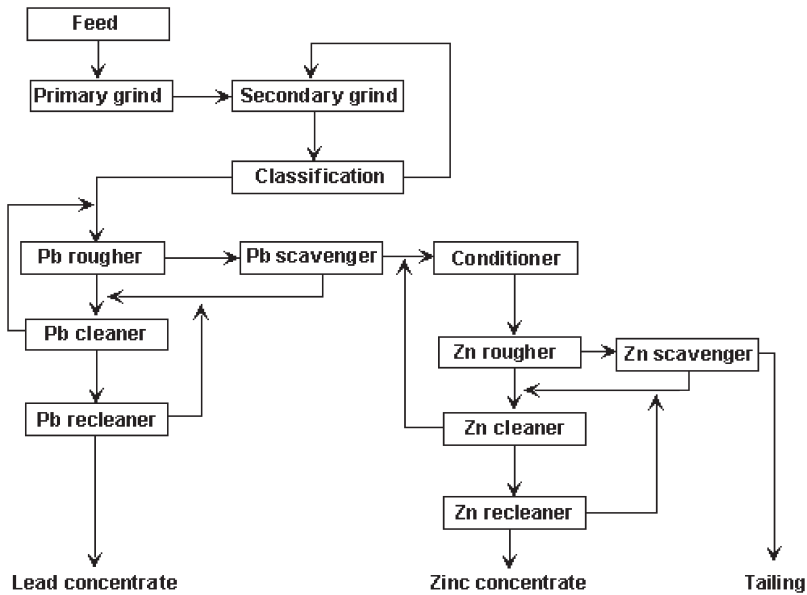 Feed
Primary grind
Secondary grind
Classification
Pb rougher
Pb scavenger
Conditioner
Pb cleaner
Zn rougher
Zn scavenger
Pb recleaner
Zn cleaner
Zn recleaner
Lead concentrate
Zinc concentrate
Tailing